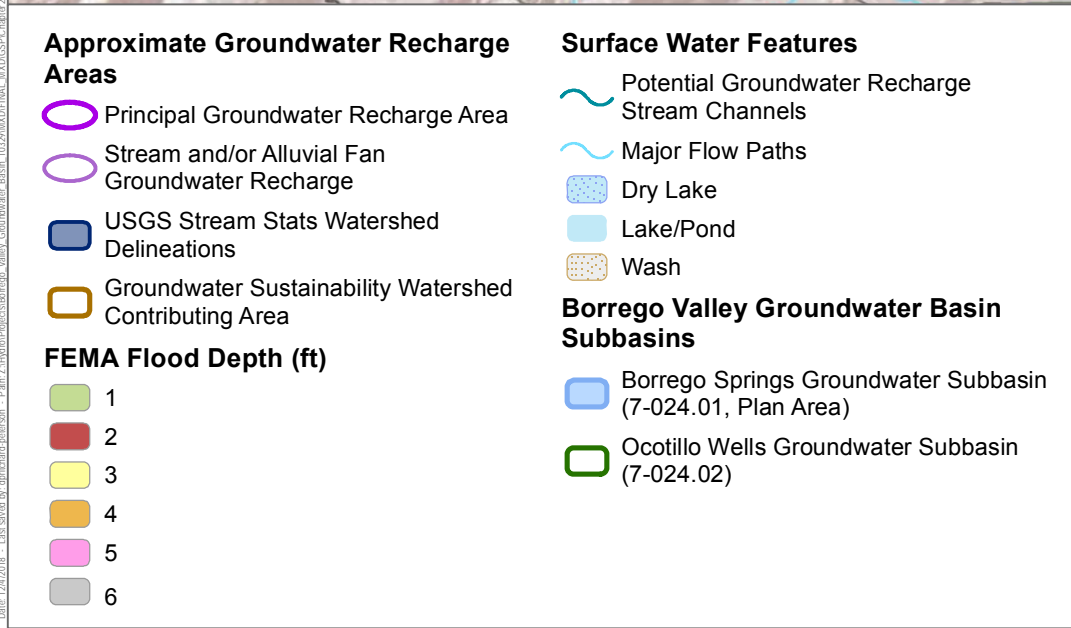 Approximate Groundwater Recharge
Areas
Principal Groundwater Recharge Area
Stream and/or Alluvial Fan
Groundwater Recharge
USGS Stream Stats Watershed
Delineations
Groundwater Sustainability Watershed
Contributing Area
FEMA Flood Depth (ft)
1
2
3
4
5
6
Surface Water Features
Potential Groundwater Recharge
Stream Channels
Major Flow Paths
Dry Lake
Lake/Pond
Wash
Borrego Valley Groundwater Basin
Subbasins
Borrego Springs Groundwater Subbasin
(7-024.01, Plan Area)
Ocotillo Wells Groundwater Subbasin
(7-024.02)